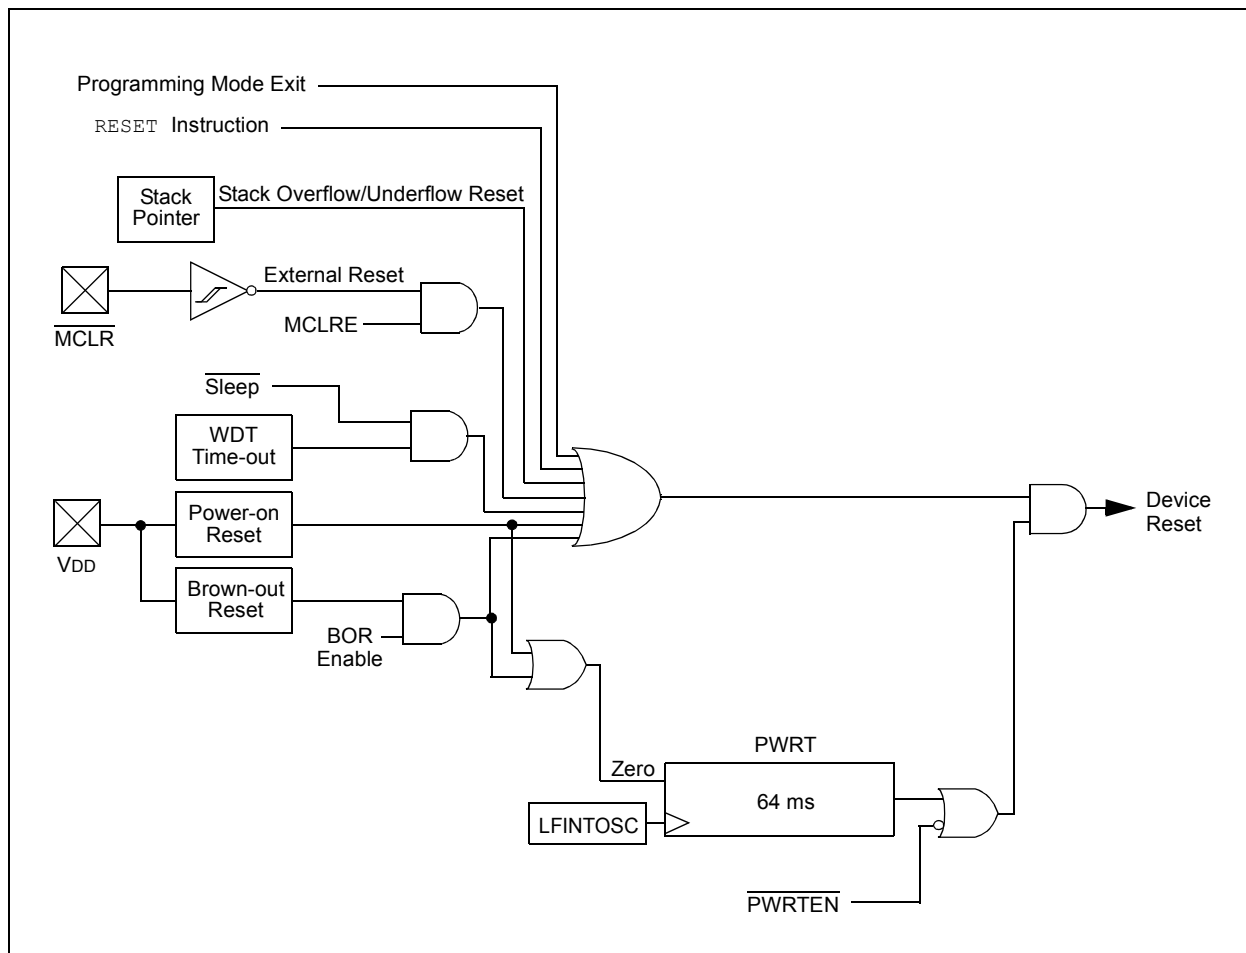 Programming Mode Exit
RESET Instruction
Stack
Pointer
Stack Overflow/Underflow Reset
External Reset
MCLR
MCLRE
Sleep
WDT
Time-out
Power-on
Reset
VDD
Brown-out
Reset
BOR
Enable
Device
Reset
PWRT
Zero
64 ms
LFINTOSC
PWRTEN